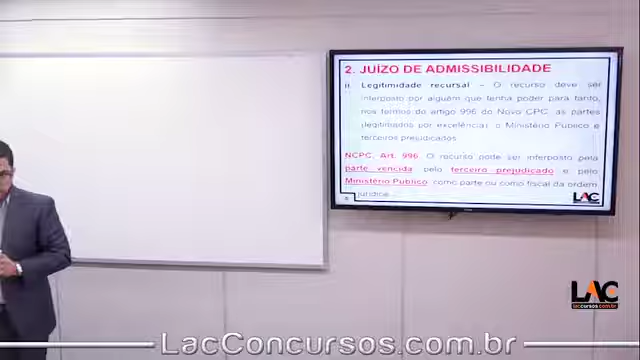 2. JUÍZO DE ADMISSIBILIDADE
II. Legitimidade recursal – O recurso deve ser
interposto por alguém que tenha poder para tanto,
nos termos do artigo 996 do Novo CPC: as partes
(legitimados por excelência), o Ministério Público e
terceiros prejudicados.
NCPC, Art. 996. O recurso pode ser interposto pela
parte vencida, pelo terceiro prejudicado e pelo
Ministério Público, como parte ou como fiscal da ordem
jurídica.
LAC
LAC
laccursos.com.br
LacConcursos.com.br